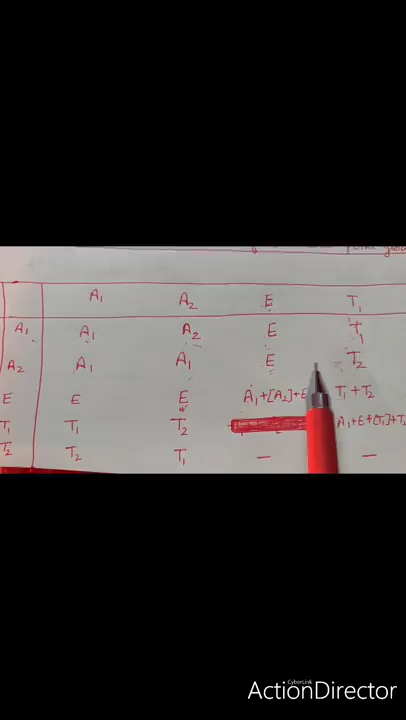 A1 A2 E T1
A1 A1 A2 E T1
A2 A1 A1 E T2
E E E A1+[A2]+E T1+T2
T1 T1 T2 A1+E+[T1]+T2
T2 T2 T1 — —
CyberLink
ActionDirector